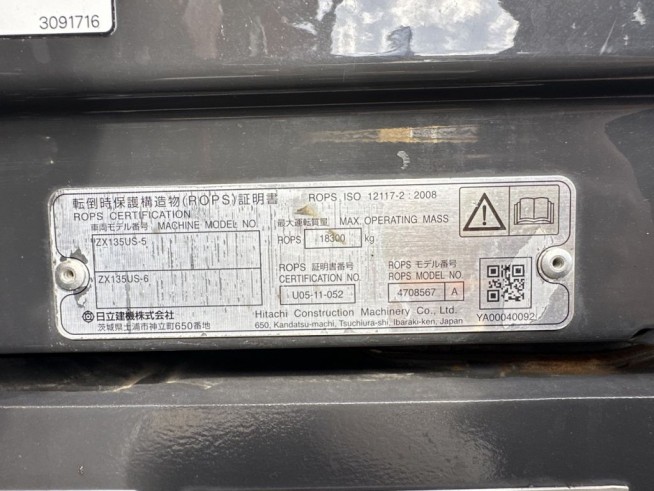 3091716
転倒時保護構造物(ROPS)証明書
ROPS CERTIFICATION
ROPS, ISO 12117-2 : 2008
車両モデル番号 MACHINE MODEL NO.
ZX135US-5
ZX135US-6
最大運転質量 MAX. OPERATING MASS
ROPS 18300 kg
ROPS 証明書番号
CERTIFICATION NO.
U05-11-052
ROPS モデル番号
ROPS MODEL NO.
4708567 A
日立建機株式会社
茨城県土浦市神立町650番地
Hitachi Construction Machinery Co., Ltd.
650, Kandatsu-machi, Tsuchiura-shi, Ibaraki-ken, Japan
YA00040092